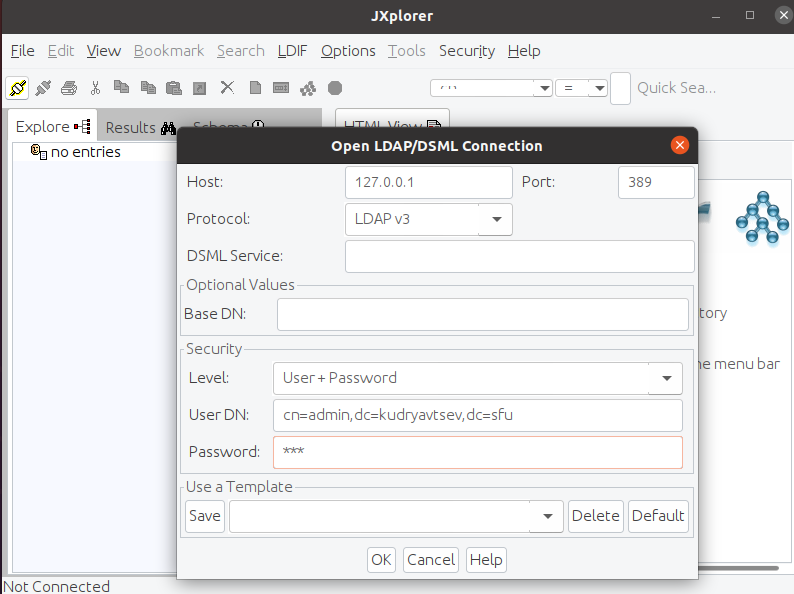 JXplorer
File Edit View Bookmark Search LDIF Options Tools Security Help
= Quick Sea...
Explore Results Schema HTML View
no entries
Open LDAP/DSML Connection
Host: 127.0.0.1 Port: 389
Protocol: LDAP v3
DSML Service:
Optional Values
Base DN:
tory
Security
ne menu bar
Level: User + Password
User DN: cn=admin,dc=kudryavtsev,dc=sfu
Password: ***
Use a Template
Save Delete Default
OK Cancel Help
Not Connected